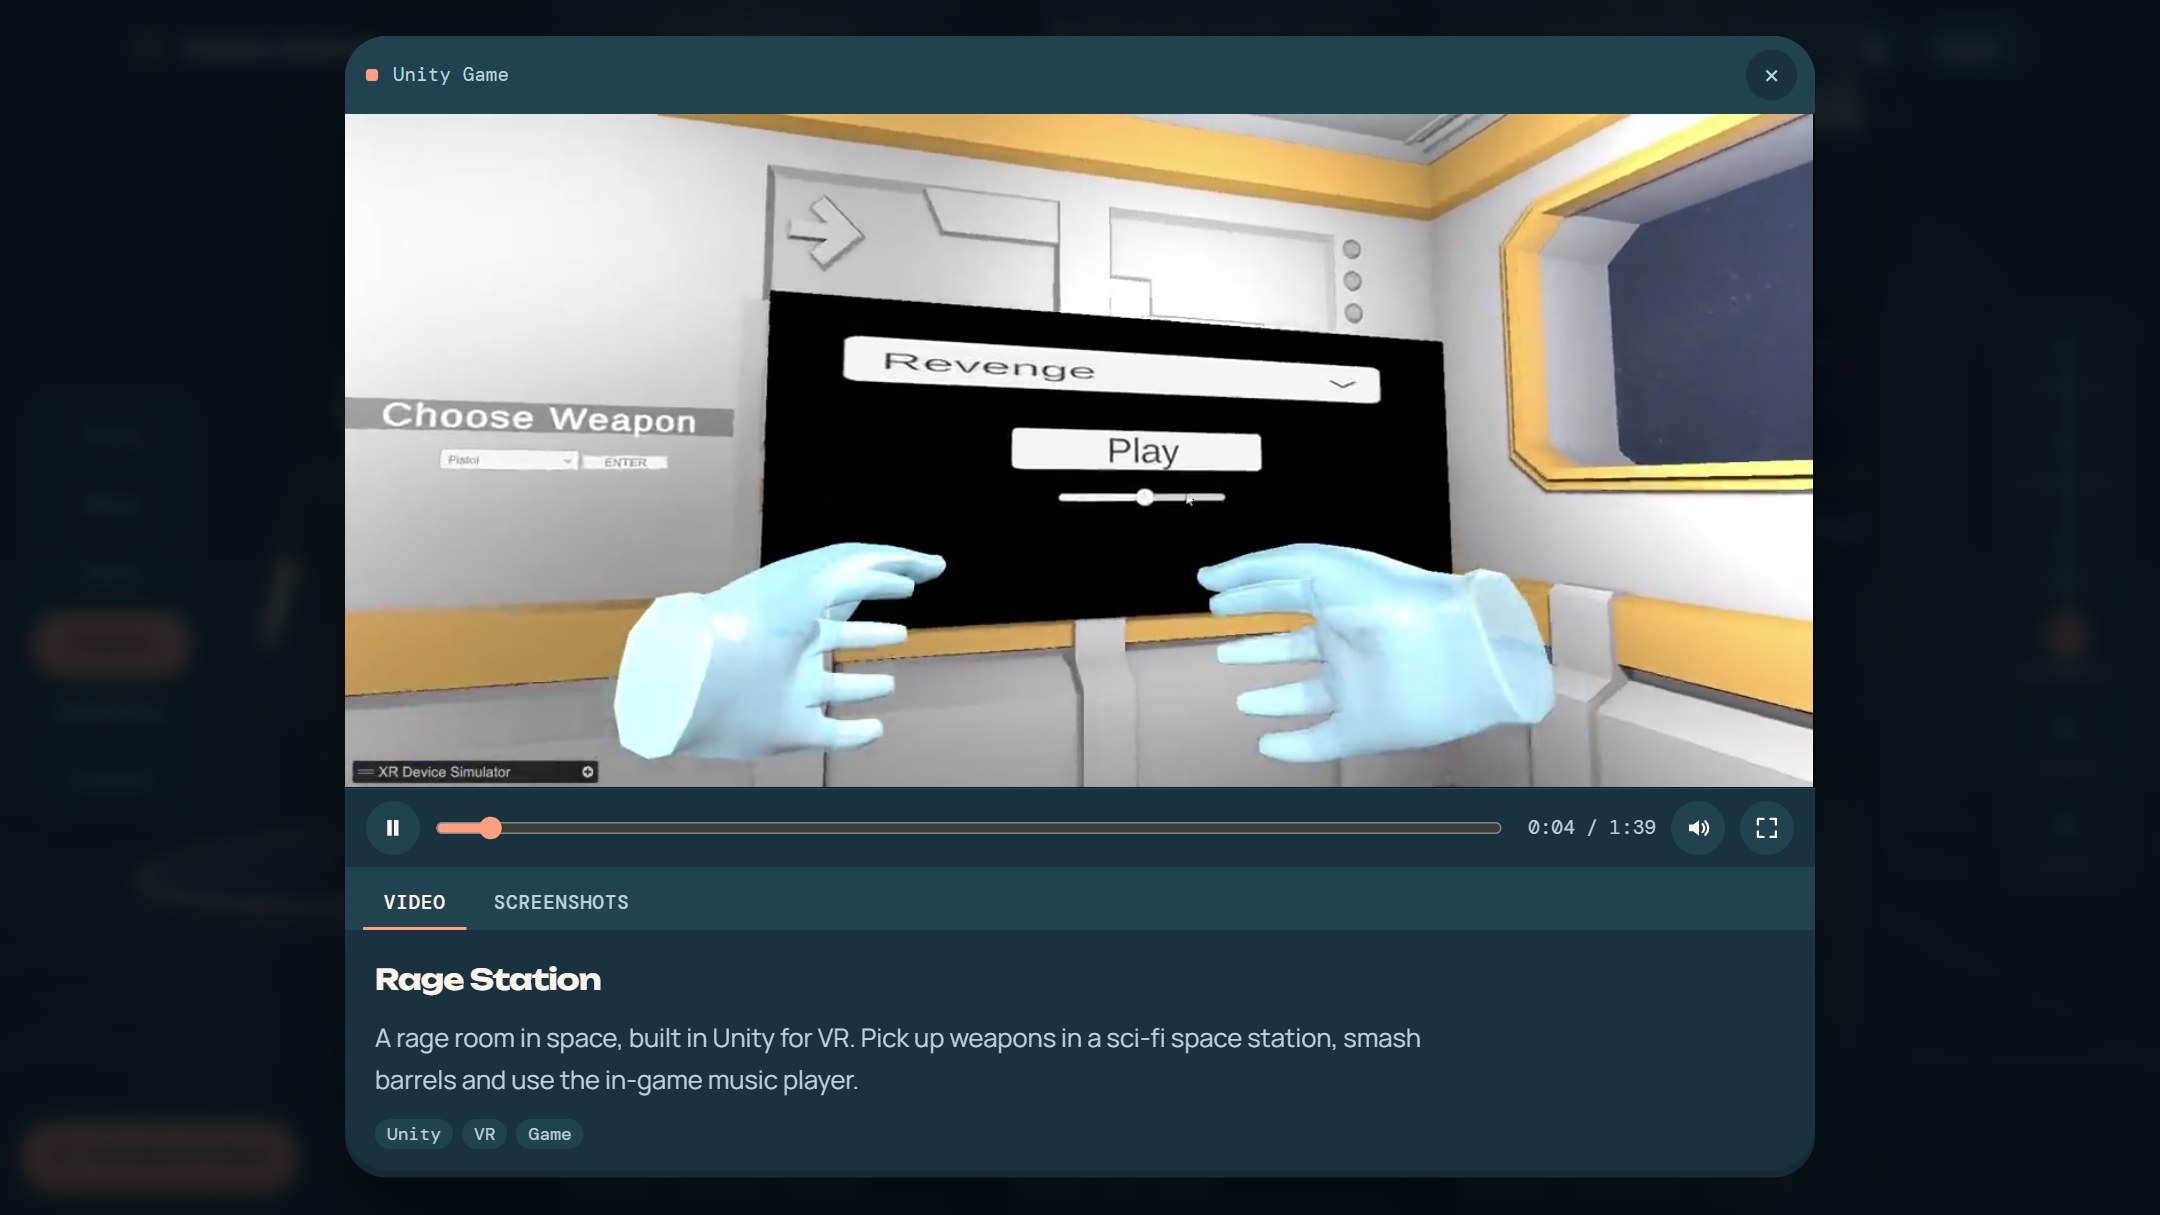 Unity Game
Revenge
Choose Weapon
Play
Pistol
ENTER
XR Device Simulator
0:04 / 1:39
VIDEO
SCREENSHOTS
Rage Station
A rage room in space, built in Unity for VR. Pick up weapons in a sci-fi space station, smash
barrels and use the in-game music player.
Unity
VR
Game